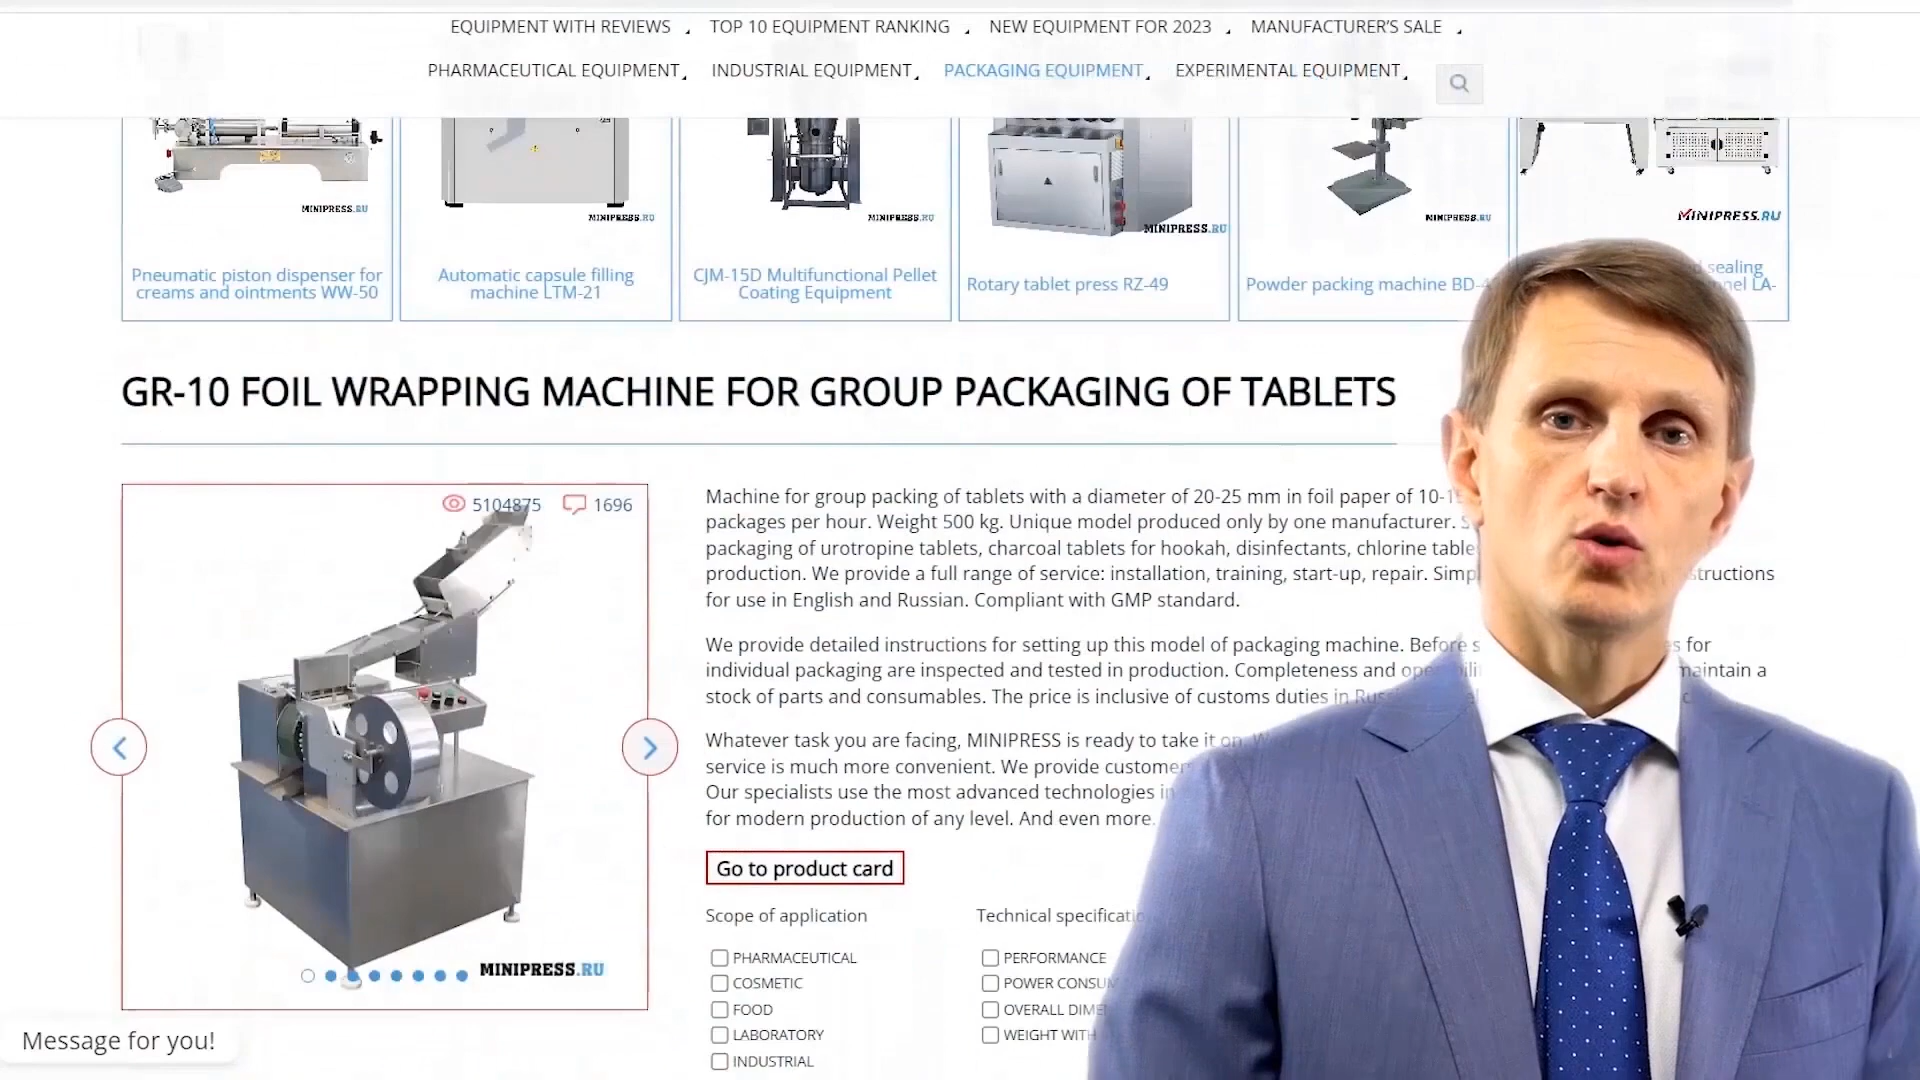 EQUIPMENT WITH REVIEWS TOP 10 EQUIPMENT RANKING NEW EQUIPMENT FOR 2023 MANUFACTURER'S SALE
PHARMACEUTICAL EQUIPMENT INDUSTRIAL EQUIPMENT PACKAGING EQUIPMENT EXPERIMENTAL EQUIPMENT
MINIPRESS.RU MINIPRESS.RU MINIPRESS.RU MINIPRESS.RU MINIPRESS.RU MINIPRESS.RU
Pneumatic piston dispenser for
creams and ointments WW-50
Automatic capsule filling
machine LTM-21
CJM-15D Multifunctional Pellet
Coating Equipment
Rotary tablet press RZ-49
Powder packing machine
sealing
LA-
GR-10 FOIL WRAPPING MACHINE FOR GROUP PACKAGING OF TABLETS
5104875 1696
Machine for group packing of tablets with a diameter of 20-25 mm in foil paper of
packages per hour. Weight 500 kg. Unique model produced only by one manufacturer.
packaging of urotropine tablets, charcoal tablets for hookah, disinfectants, chlorine
production. We provide a full range of service: installation, training, start-up, repair.
for use in English and Russian. Compliant with GMP standard.
We provide detailed instructions for setting up this model of packaging machine. Before for
individual packaging are inspected and tested in production. Completeness and maintain a
stock of parts and consumables. The price is inclusive of customs duties in
Whatever task you are facing, MINIPRESS is ready to take it on.
service is much more convenient. We provide
Our specialists use the most advanced technologies in
for modern production of any level. And even more.
Go to product card
Scope of application
PHARMACEUTICAL
COSMETIC
FOOD
LABORATORY
INDUSTRIAL
Technical
PERFORMANCE
POWER
OVERALL
WEIGHT WITH
MINIPRESS.RU
Message for you!